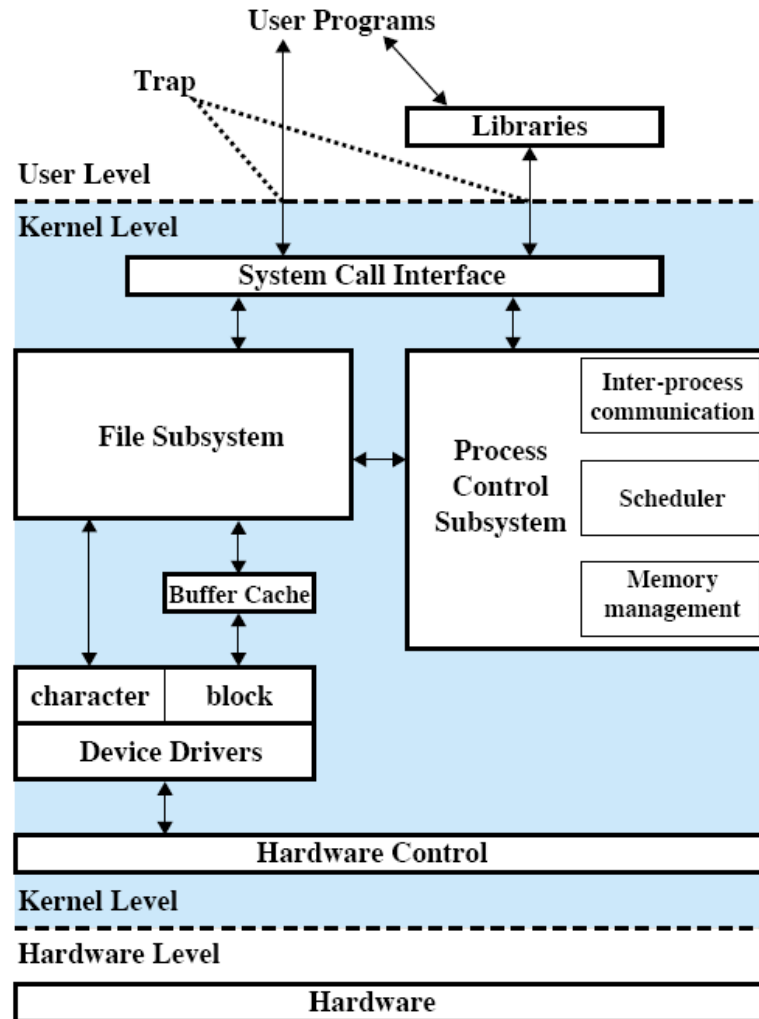 User Programs
Trap
Libraries
User Level
Kernel Level
System Call Interface
File Subsystem
Process
Control
Subsystem
Inter-process
communication
Scheduler
Memory
management
Buffer Cache
character
block
Device Drivers
Hardware Control
Kernel Level
Hardware Level
Hardware